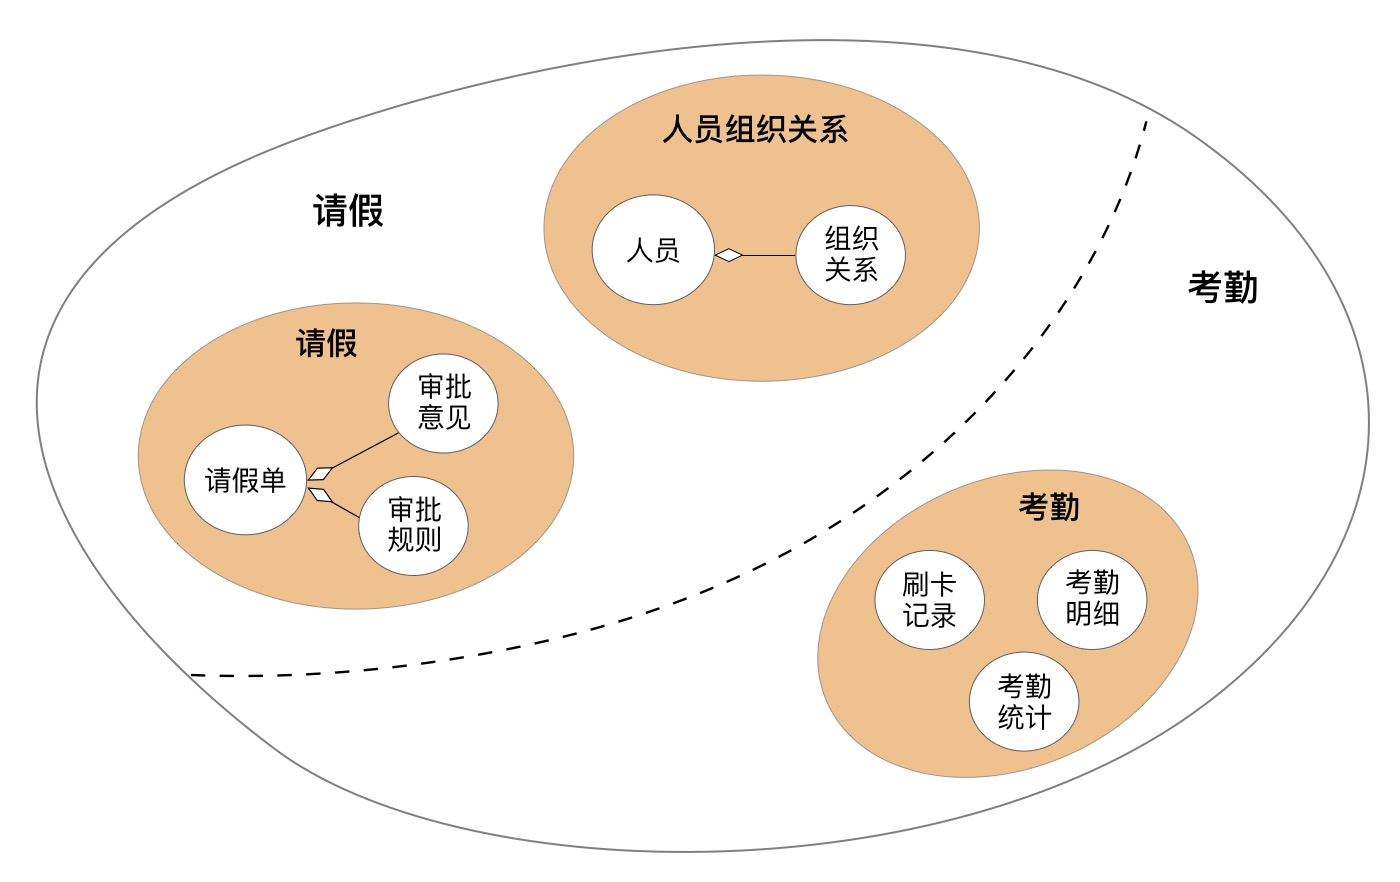 人员组织关系
人员
组织
关系
请假
考勤
请假
审批
意见
请假单
审批
规则
考勤
刷卡
记录
考勤
明细
考勤
统计